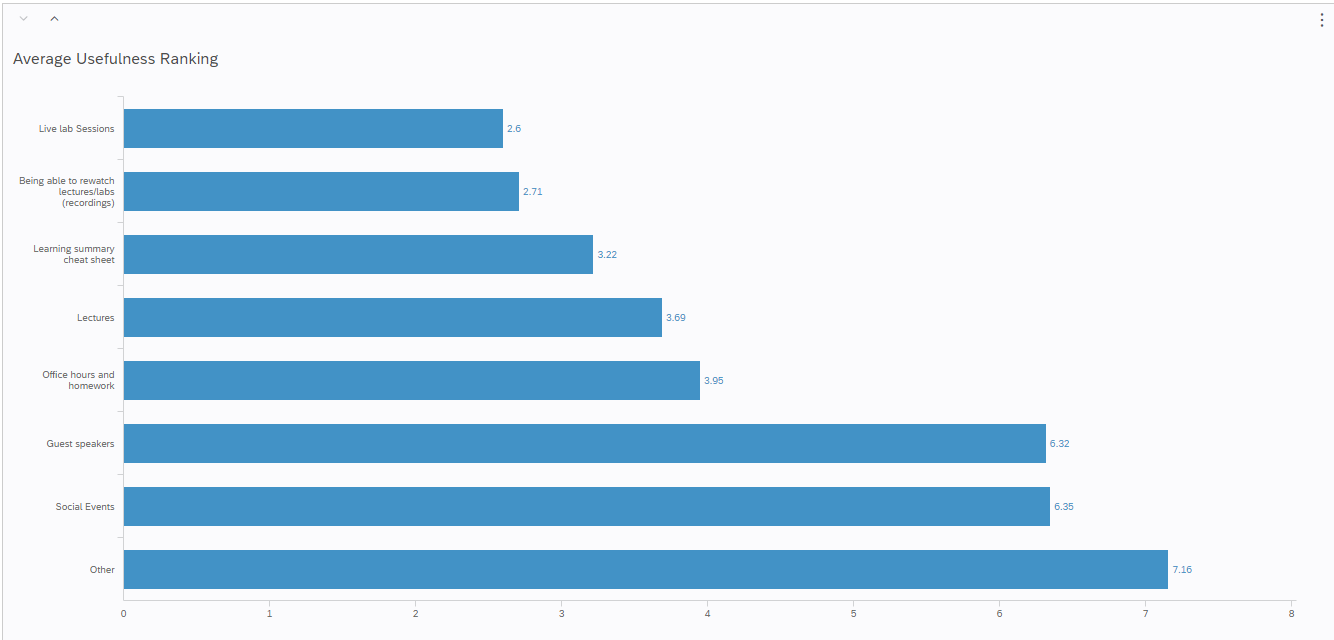 Average Usefulness Ranking
Live lab Sessions
2.6
Being able to rewatch
lectures/labs
(recordings)
2.71
Learning summary
cheat sheet
3.22
Lectures
3.69
Office hours and
homework
3.95
Guest speakers
6.32
Social Events
6.35
Other
7.16
0 1 2 3 4 5 6 7 8